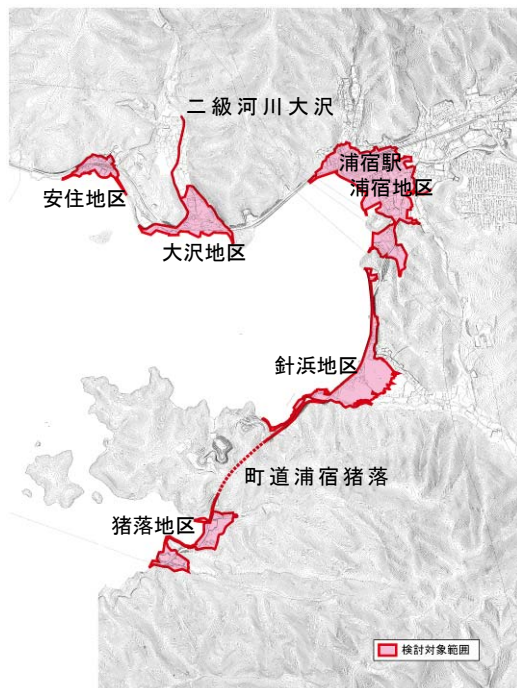 二級河川大沢
浦宿駅
浦宿地区
安住地区
大沢地区
針浜地区
町道浦宿猪落
猪落地区
検討対象範囲